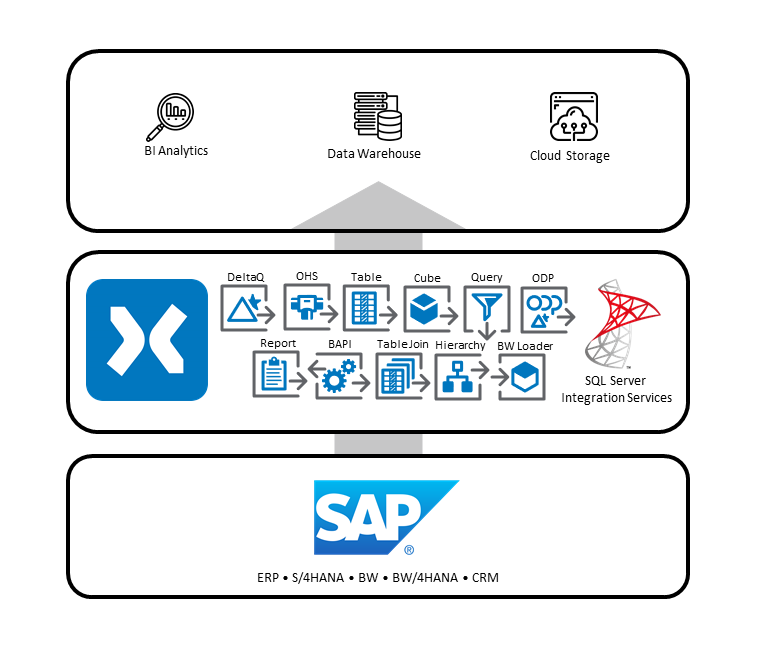 BI Analytics
Data Warehouse
Cloud Storage
DeltaQ
OHS
Table
Cube
Query
ODP
Report
BAPI
TableJoin
Hierarchy
BW Loader
SQL Server
Integration Services
SAP®
ERP • S/4HANA • BW • BW/4HANA • CRM